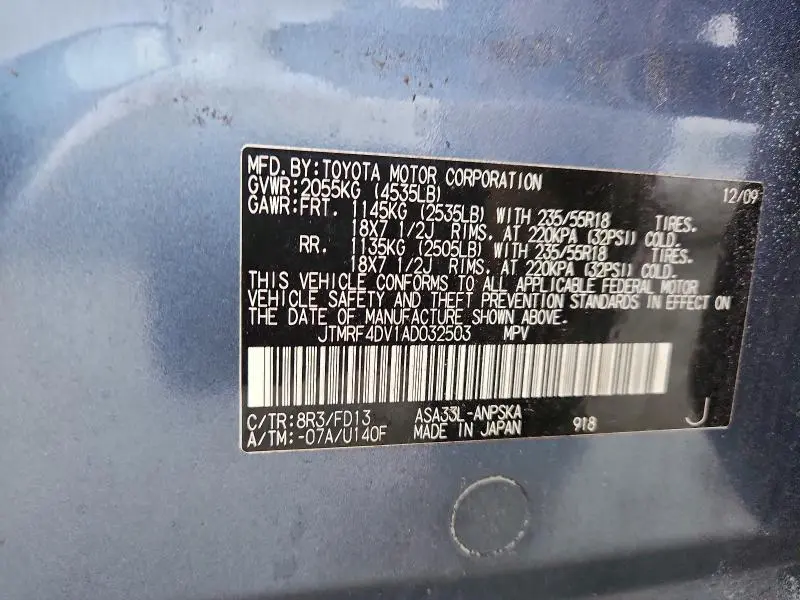 MFD.BY:TOYOTA MOTOR CORPORATION 12/09
GVWR:2055KG (4535LB)
GAWR:FRT. 1145KG (2535LB) WITH 235/55R18 TIRES.
18X7 1/2J RIMS. AT 220KPA (32PSI) COLD.
RR. 1135KG (2505LB) WITH 235/55R18 TIRES.
18X7 1/2J RIMS. AT 220KPA (32PSI) COLD.
THIS VEHICLE CONFORMS TO ALL APPLICABLE FEDERAL MOTOR
VEHICLE SAFETY AND THEFT PREVENTION STANDARDS IN EFFECT ON
THE DATE OF MANUFACTURE SHOWN ABOVE.
JTMRF4DV1AD032503 MPV
C/TR:8R3/FD13 ASA33L-ANPSKA
A/TM:-07A/U140F MADE IN JAPAN 918 J